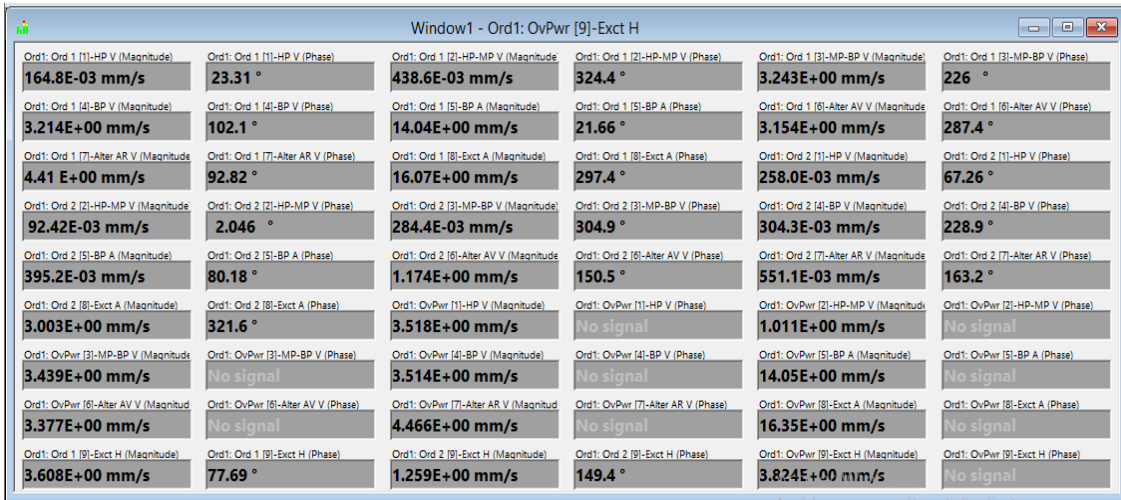 Window1 - Ord1: OvPwr [9]-Exct H
Ord1: Ord 1 [1]-HP V (Magnitude) Ord1: Ord 1 [1]-HP V (Phase) Ord1: Ord 1 [2]-HP-MP V (Magnitude Ord1: Ord 1 [2]-HP-MP V (Phase) Ord1: Ord 1 [3]-MP-BP V (Magnitude Ord1: Ord 1 [3]-MP-BP V (Phase)
164.8E-03 mm/s 23.31 ° 438.6E-03 mm/s 324.4 ° 3.243E+00 mm/s 226 °
Ord1: Ord 1 [4]-BP V (Magnitude) Ord1: Ord 1 [4]-BP V (Phase) Ord1: Ord 1 [5]-BP A (Magnitude) Ord1: Ord 1 [5]-BP A (Phase) Ord1: Ord 1 [6]-Alter AV V (Magnitude Ord1: Ord 1 [6]-Alter AV V (Phase)
3.214E+00 mm/s 102.1 ° 14.04E+00 mm/s 21.66 ° 3.154E+00 mm/s 287.4 °
Ord1: Ord 1 [7]-Alter AR V (Magnitude Ord1: Ord 1 [7]-Alter AR V (Phase) Ord1: Ord 1 [8]-Exct A (Magnitude) Ord1: Ord 1 [8]-Exct A (Phase) Ord1: Ord 2 [1]-HP V (Magnitude) Ord1: Ord 2 [1]-HP V (Phase)
4.41 E+00 mm/s 92.82 ° 16.07E+00 mm/s 297.4 ° 258.0E-03 mm/s 67.26 °
Ord1: Ord 2 [2]-HP-MP V (Magnitude Ord1: Ord 2 [2]-HP-MP V (Phase) Ord1: Ord 2 [3]-MP-BP V (Magnitude Ord1: Ord 2 [3]-MP-BP V (Phase) Ord1: Ord 2 [4]-BP V (Magnitude) Ord1: Ord 2 [4]-BP V (Phase)
92.42E-03 mm/s 2.046 ° 284.4E-03 mm/s 304.9 ° 304.3E-03 mm/s 228.9 °
Ord1: Ord 2 [5]-BP A (Magnitude) Ord1: Ord 2 [5]-BP A (Phase) Ord1: Ord 2 [6]-Alter AV V (Magnitude Ord1: Ord 2 [6]-Alter AV V (Phase) Ord1: Ord 2 [7]-Alter AR V (Magnitude Ord1: Ord 2 [7]-Alter AR V (Phase)
395.2E-03 mm/s 80.18 ° 1.174E+00 mm/s 150.5 ° 551.1E-03 mm/s 163.2 °
Ord1: Ord 2 [8]-Exct A (Magnitude) Ord1: Ord 2 [8]-Exct A (Phase) Ord1: OvPwr [1]-HP V (Magnitude) Ord1: OvPwr [1]-HP V (Phase) Ord1: OvPwr [2]-HP-MP V (Magnitude Ord1: OvPwr [2]-HP-MP V (Phase)
3.003E+00 mm/s 321.6 ° 3.518E+00 mm/s No signal 1.011E+00 mm/s No signal
Ord1: OvPwr [3]-MP-BP V (Magnitude Ord1: OvPwr [3]-MP-BP V (Phase) Ord1: OvPwr [4]-BP V (Magnitude) Ord1: OvPwr [4]-BP V (Phase) Ord1: OvPwr [5]-BP A (Magnitude) Ord1: OvPwr [5]-BP A (Phase)
3.439E+00 mm/s No signal 3.514E+00 mm/s No signal 14.05E+00 mm/s No signal
Ord1: OvPwr [6]-Alter AV V (Magnitud Ord1: OvPwr [6]-Alter AV V (Phase) Ord1: OvPwr [7]-Alter AR V (Magnitud Ord1: OvPwr [7]-Alter AR V (Phase) Ord1: OvPwr [8]-Exct A (Magnitude) Ord1: OvPwr [8]-Exct A (Phase)
3.377E+00 mm/s No signal 4.466E+00 mm/s No signal 16.35E+00 mm/s No signal
Ord1: Ord 1 [9]-Exct H (Magnitude) Ord1: Ord 1 [9]-Exct H (Phase) Ord1: Ord 2 [9]-Exct H (Magnitude) Ord1: Ord 2 [9]-Exct H (Phase) Ord1: OvPwr [9]-Exct H (Magnitude) Ord1: OvPwr [9]-Exct H (Phase)
3.608E+00 mm/s 77.69 ° 1.259E+00 mm/s 149.4 ° 3.824E+00 mm/s No signal